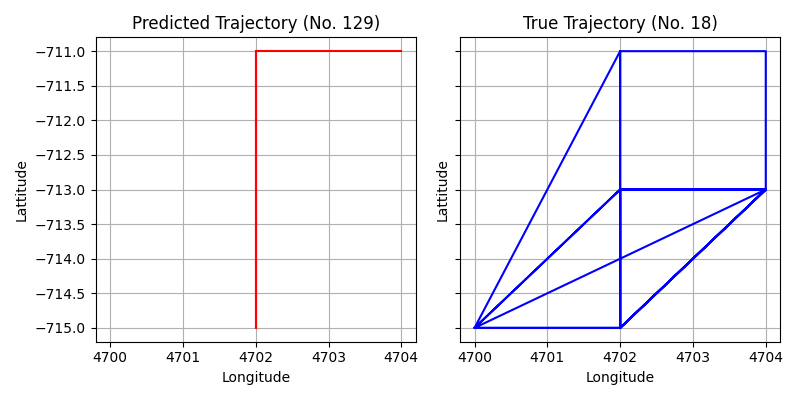 Predicted Trajectory (No. 129)
True Trajectory (No. 18)
Lattitude
−711.0
−711.5
−712.0
−712.5
−713.0
−713.5
−714.0
−714.5
−715.0
4700 4701 4702 4703 4704
Longitude
Lattitude
4700 4701 4702 4703 4704
Longitude